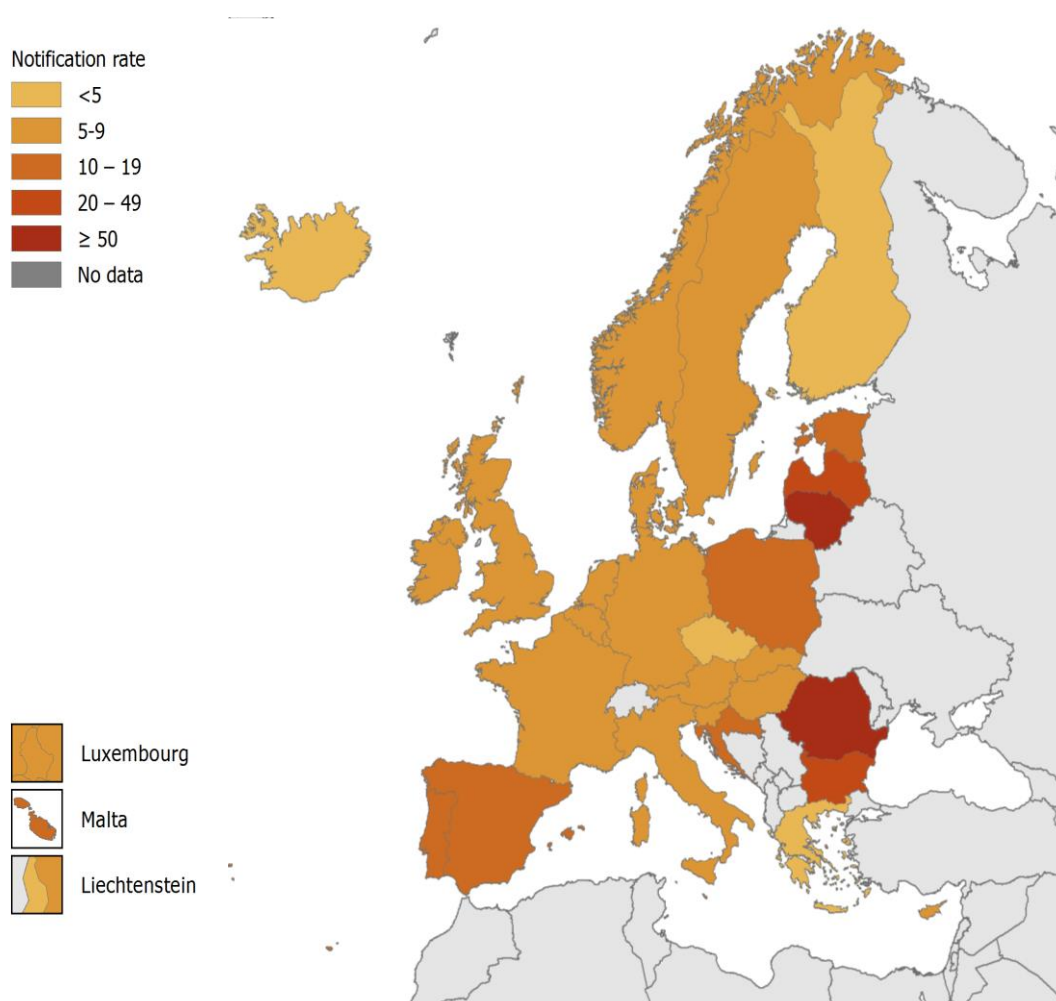 Notification rate
<5
5-9
10 – 19
20 – 49
≥ 50
No data
Luxembourg
Malta
Liechtenstein